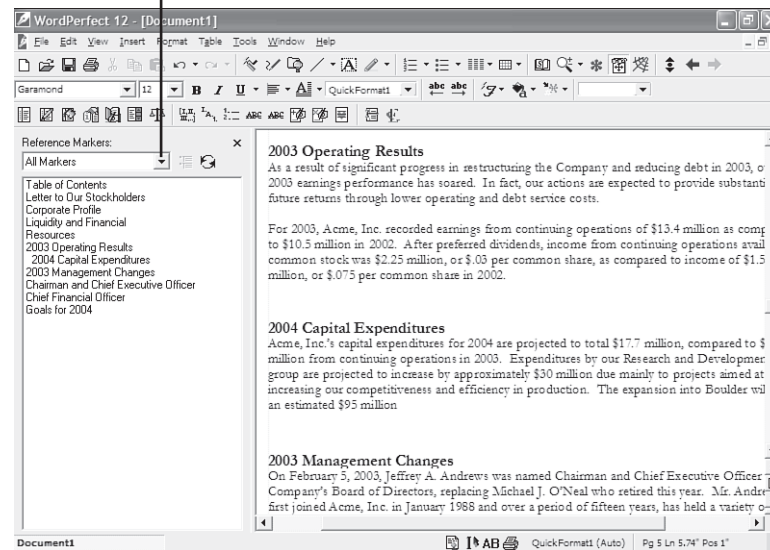 WordPerfect 12 - [Document1]
File Edit View Insert Format Table Tools Window Help
Garamond 12 B I U QuickFormat1 abc abc
ABC ABC
Reference Markers:
All Markers
Table of Contents
Letter to Our Stockholders
Corporate Profile
Liquidity and Financial
Resources
2003 Operating Results
2004 Capital Expenditures
2003 Management Changes
Chairman and Chief Executive Officer
Chief Financial Officer
Goals for 2004
2003 Operating Results
As a result of significant progress in restructuring the Company and reducing debt in 2003, o
2003 earnings performance has soared. In fact, our actions are expected to provide substanti
future returns through lower operating and debt service costs.
For 2003, Acme, Inc. recorded earnings from continuing operations of $13.4 million as comp
to $10.5 million in 2002. After preferred dividends, income from continuing operations avail
common stock was $2.25 million, or $.03 per common share, as compared to income of $1.5
million, or $.075 per common share in 2002.
2004 Capital Expenditures
Acme, Inc.'s capital expenditures for 2004 are projected to total $17.7 million, compared to $
million from continuing operations in 2003. Expenditures by our Research and Developmen
group are projected to increase by approximately $30 million due mainly to projects aimed at
increasing our competitiveness and efficiency in production. The expansion into Boulder wil
an estimated $95 million
2003 Management Changes
On February 5, 2003, Jeffrey A. Andrews was named Chairman and Chief Executive Officer
Company's Board of Directors, replacing Michael J. O'Neal who retired this year. Mr. Andre
first joined Acme, Inc. in January 1988 and over a period of fifteen years, has held a variety o
Document1 AB QuickFormat1 (Auto) Pg 5 Ln 5.74" Pos 1"